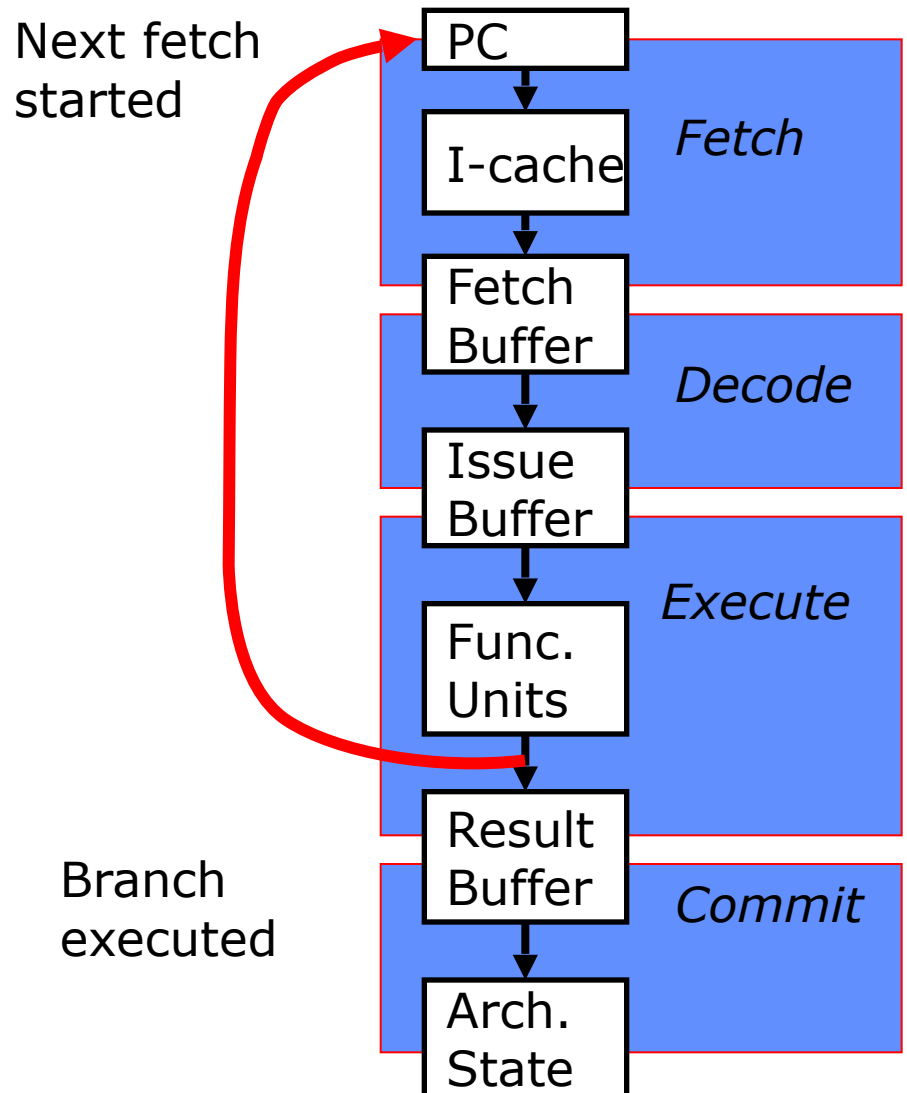 Next fetch
started
PC
Fetch
I-cache
Fetch
Buffer
Decode
Issue
Buffer
Execute
Func.
Units
Result
Buffer
Branch
executed
Commit
Arch.
State